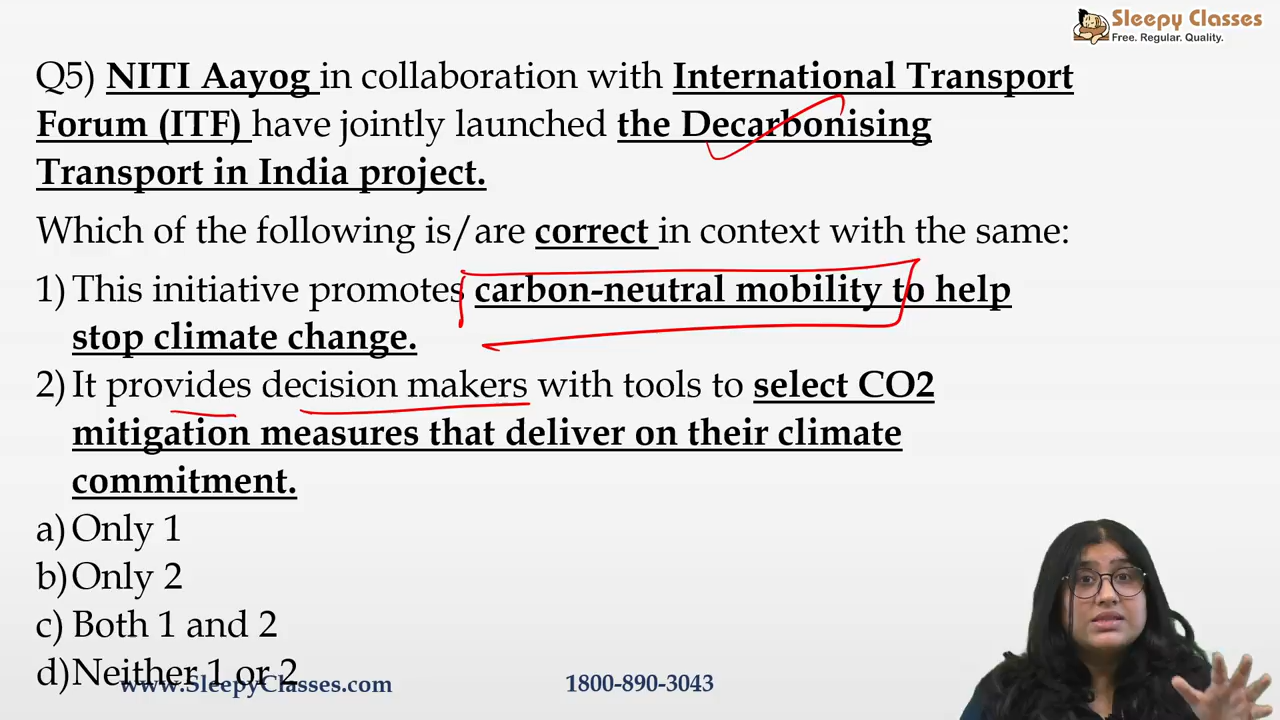 Sleepy Classes
Free. Regular. Quality.
Q5) NITI Aayog in collaboration with International Transport
Forum (ITF) have jointly launched the Decarbonising
Transport in India project.
Which of the following is/are correct in context with the same:
1) This initiative promotes carbon-neutral mobility to help
stop climate change.
2) It provides decision makers with tools to select CO2
mitigation measures that deliver on their climate
commitment.
a) Only 1
b) Only 2
c) Both 1 and 2
d) Neither 1 or 2
www.SleepyClasses.com
1800-890-3043